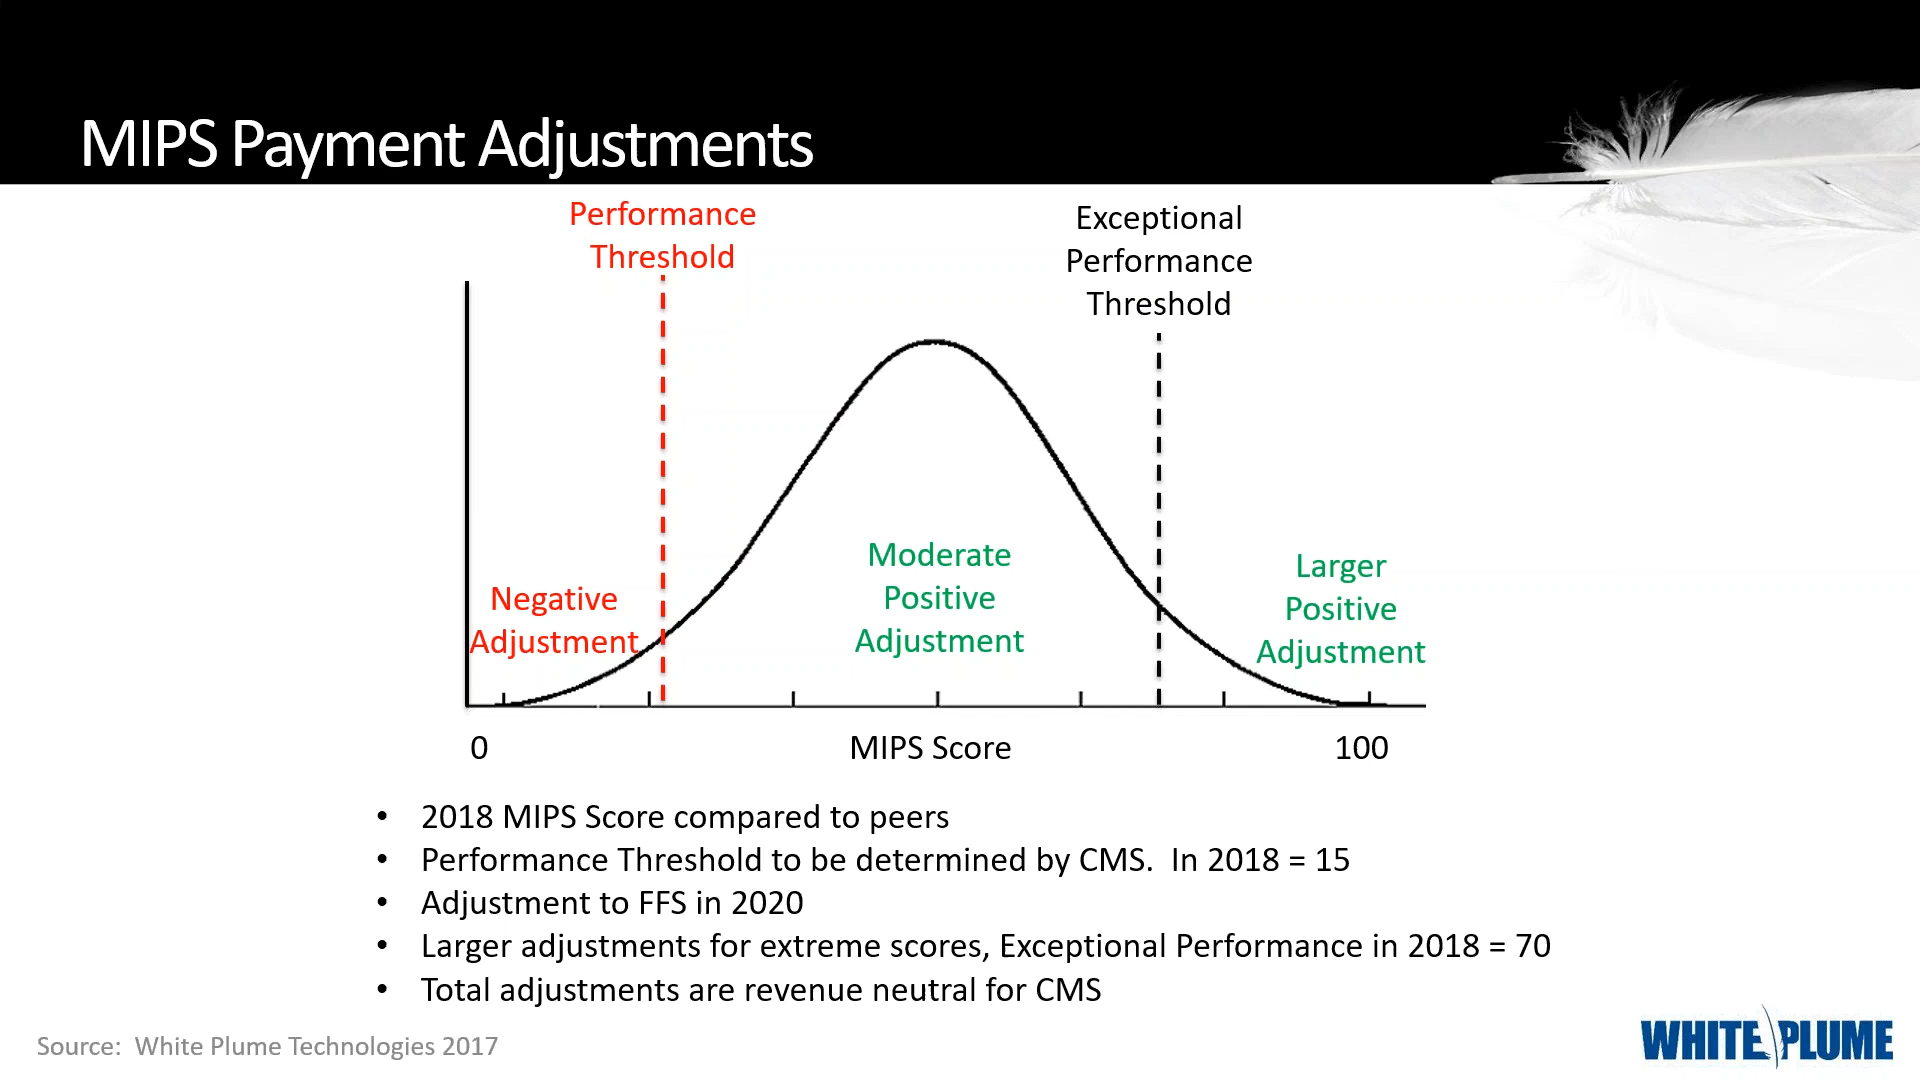 MIPS Payment Adjustments
Performance
Threshold
Exceptional
Performance
Threshold
Negative
Adjustment
Moderate
Positive
Adjustment
Larger
Positive
Adjustment
0
MIPS Score
100
• 2018 MIPS Score compared to peers
• Performance Threshold to be determined by CMS. In 2018 = 15
• Adjustment to FFS in 2020
• Larger adjustments for extreme scores, Exceptional Performance in 2018 = 70
• Total adjustments are revenue neutral for CMS
Source: White Plume Technologies 2017
WHITE PLUME